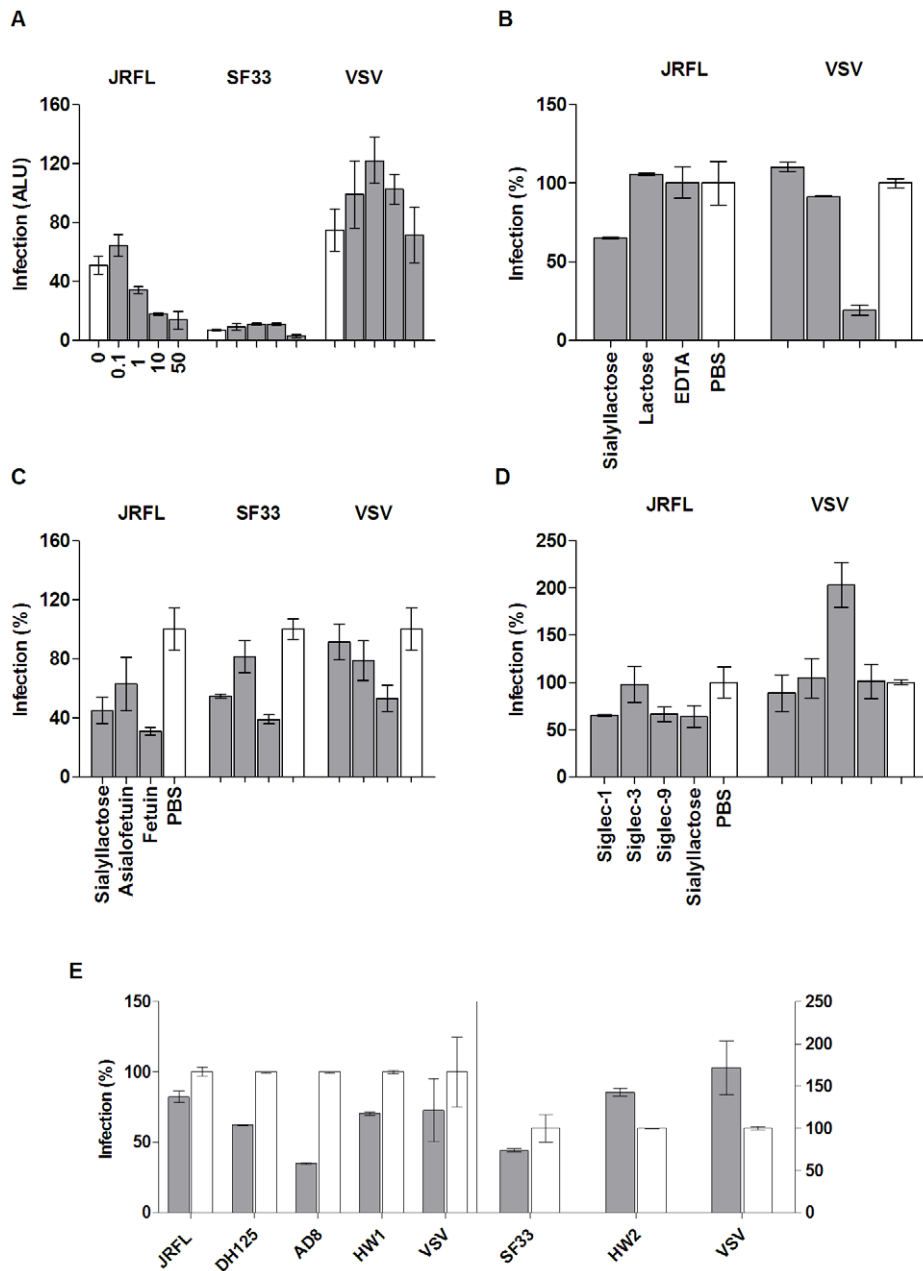 A
JRFL SF33 VSV
Infection (ALU)
160
120
80
40
0
0 0.1 1 10 50
B
JRFL VSV
Infection (%)
150
100
50
0
Sialyllactose Lactose EDTA PBS
C
JRFL SF33 VSV
Infection (%)
160
120
80
40
0
Sialyllactose Asialofetuin Fetuin PBS
D
JRFL VSV
Infection (%)
250
200
150
100
50
0
Siglec-1 Siglec-3 Siglec-9 Sialyllactose PBS
E
Infection (%)
150
100
50
0
250
200
150
100
50
0
JRFL DH125 AD8 HW1 VSV SF33 HW2 VSV